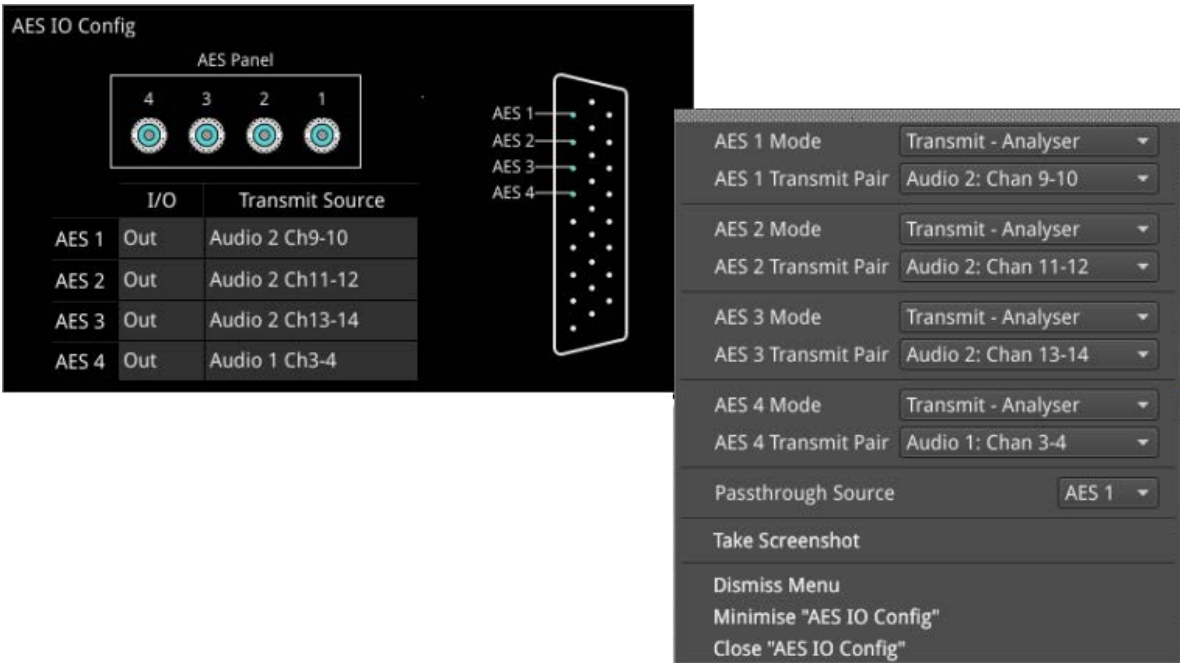 AES IO Config
AES Panel
4 3 2 1
I/O Transmit Source
AES 1 Out Audio 2 Ch9-10
AES 2 Out Audio 2 Ch11-12
AES 3 Out Audio 2 Ch13-14
AES 4 Out Audio 1 Ch3-4
AES 1
AES 2
AES 3
AES 4
AES 1 Mode Transmit - Analyser
AES 1 Transmit Pair Audio 2: Chan 9-10
AES 2 Mode Transmit - Analyser
AES 2 Transmit Pair Audio 2: Chan 11-12
AES 3 Mode Transmit - Analyser
AES 3 Transmit Pair Audio 2: Chan 13-14
AES 4 Mode Transmit - Analyser
AES 4 Transmit Pair Audio 1: Chan 3-4
Passthrough Source AES 1
Take Screenshot
Dismiss Menu
Minimise "AES IO Config"
Close "AES IO Config"